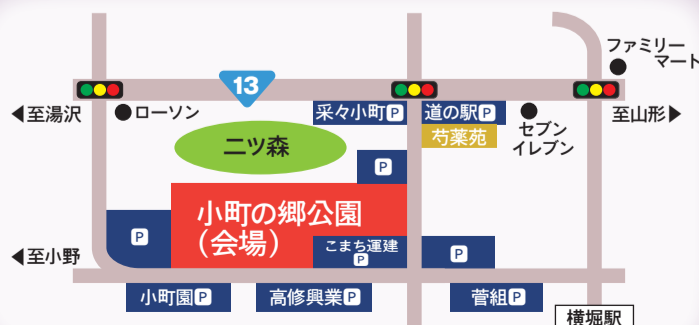 ファミリー
マート
13
◀至湯沢
ローソン
采々小町P
道の駅P
セブン
イレブン
至山形▶
芍薬苑
二ツ森
P
小町の郷公園
(会場)
P
こまち運建
P
P
◀至小野
小町園P
高修興業P
菅組P
横堀駅